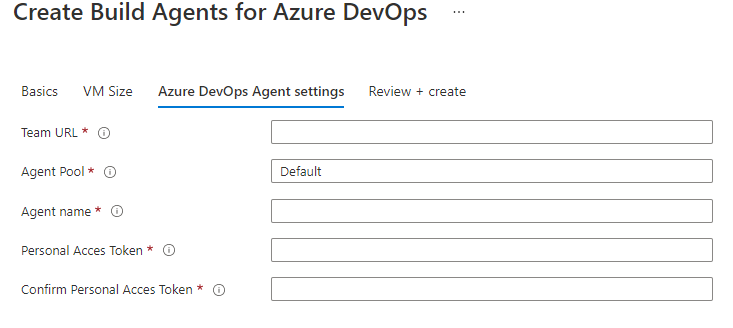 Create Build Agents for Azure DevOps ...
Basics VM Size Azure DevOps Agent settings Review + create
Team URL *
Agent Pool * Default
Agent name *
Personal Acces Token *
Confirm Personal Acces Token *